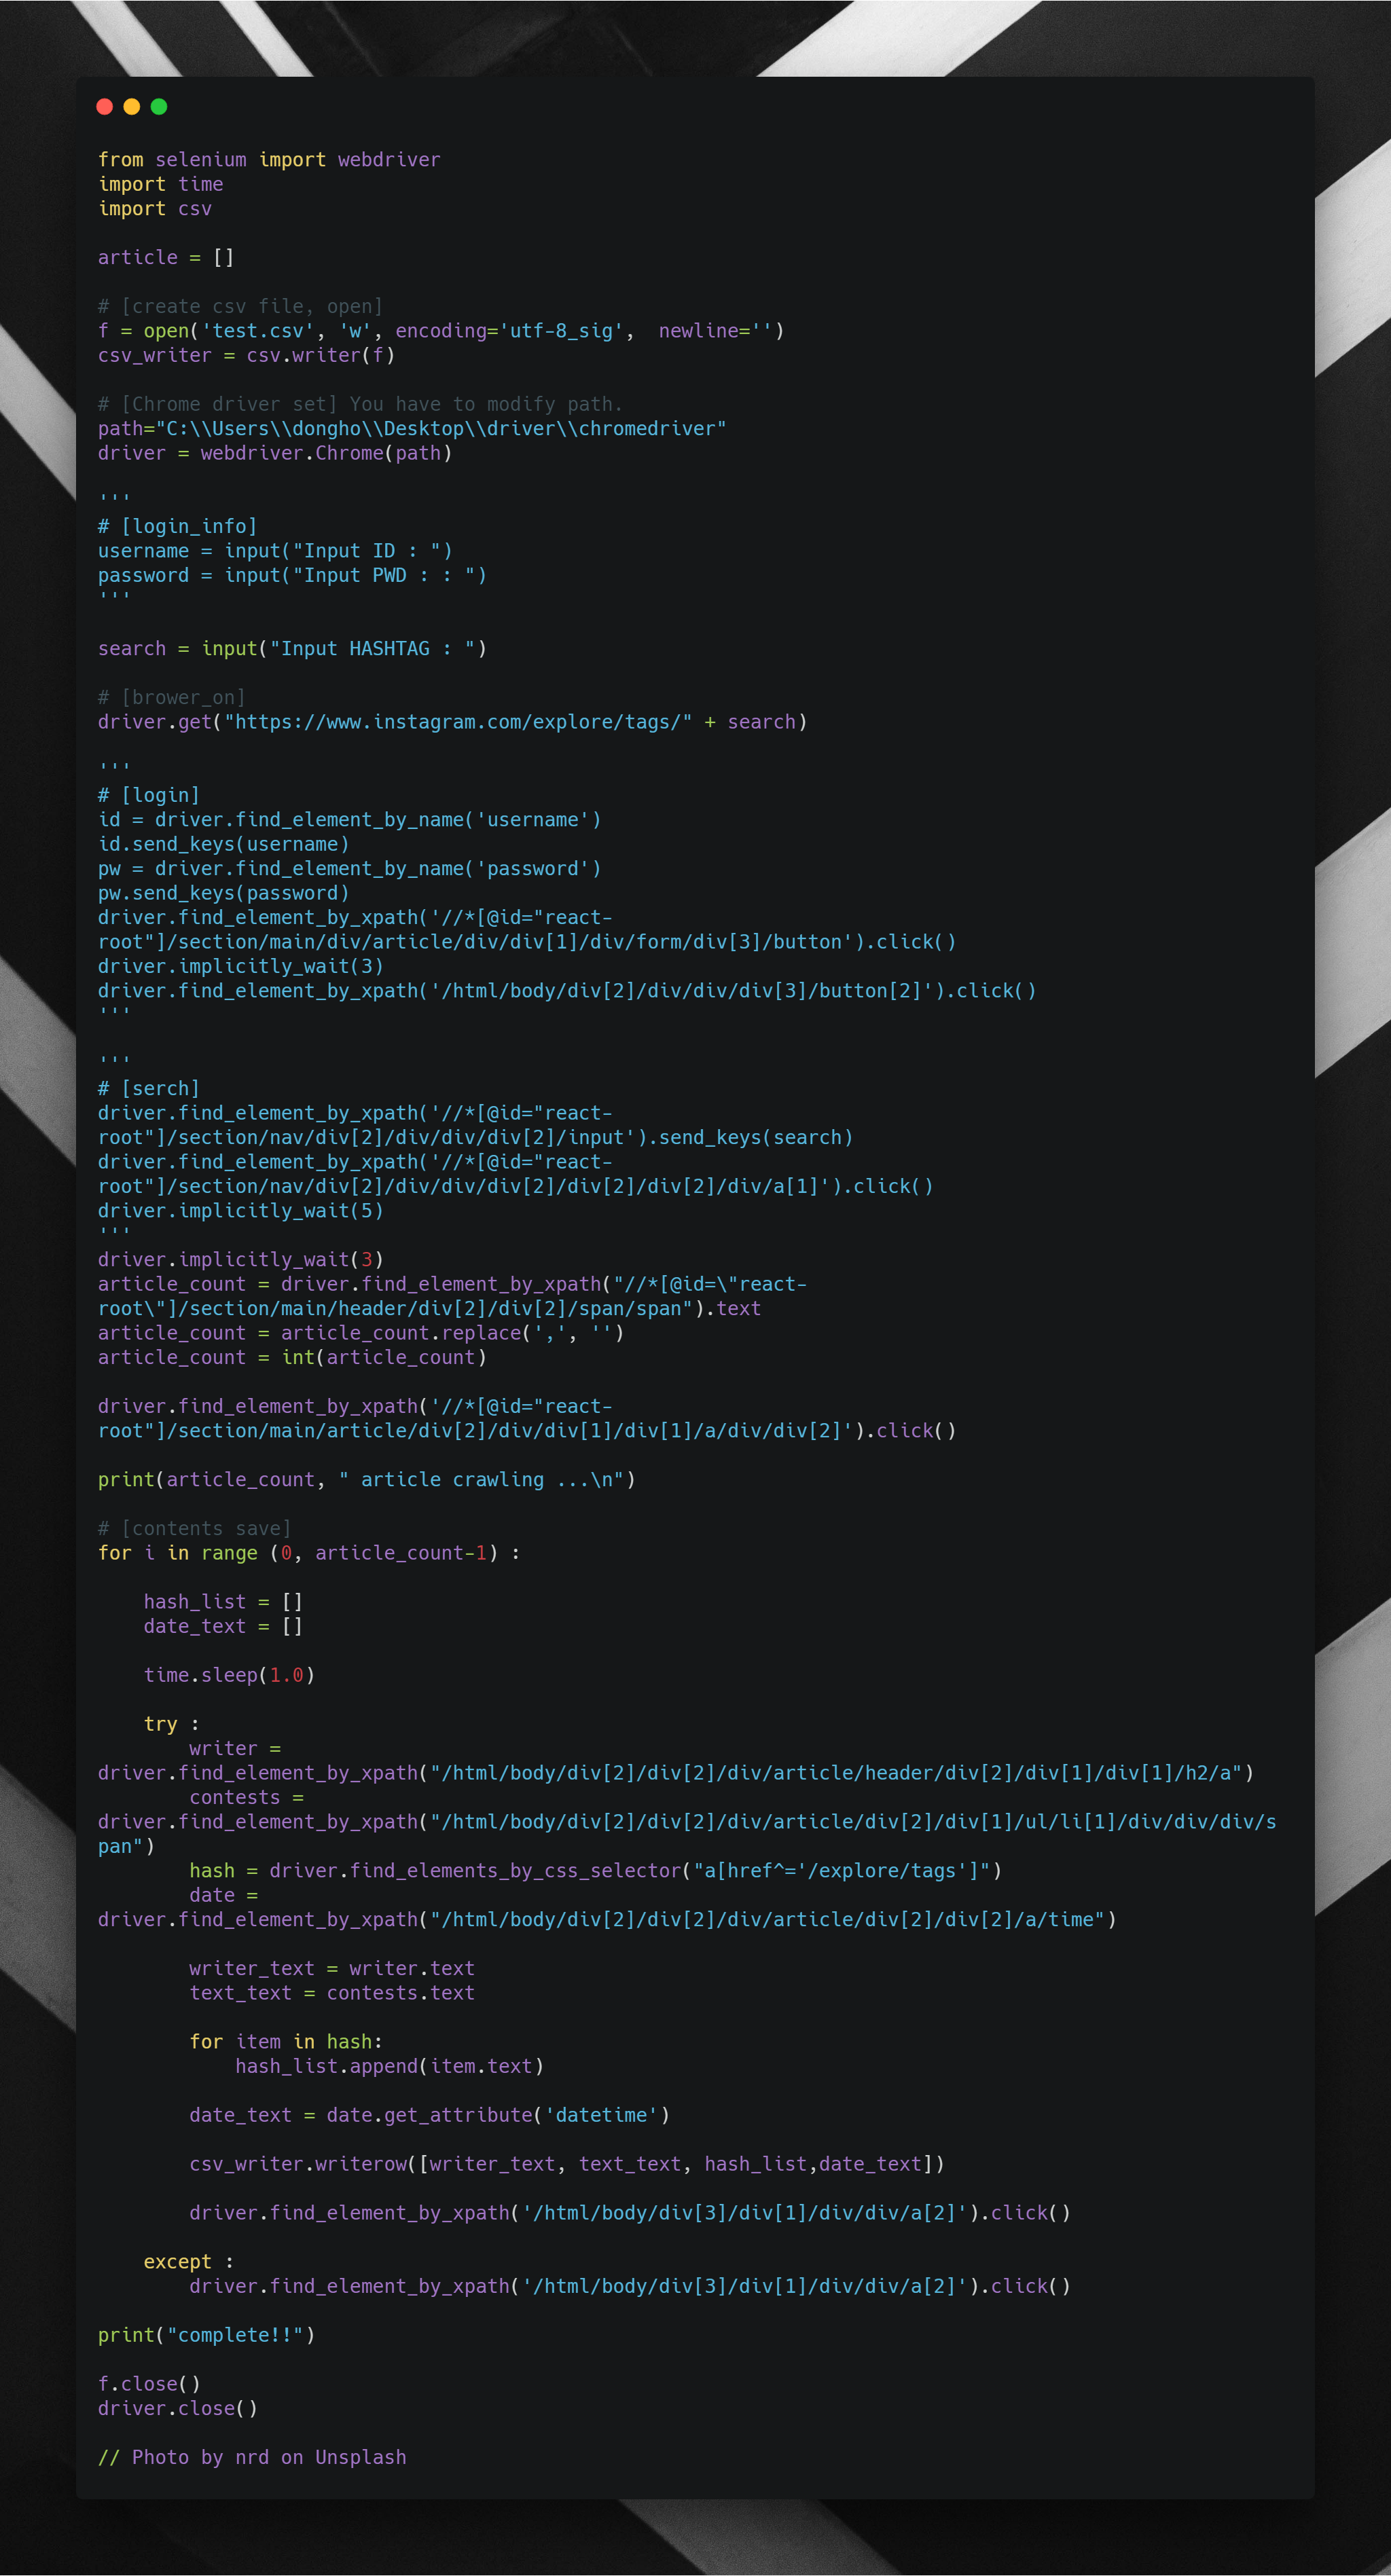 from selenium import webdriver
import time
import csv

article = []

# [create csv file, open]
f = open('test.csv', 'w', encoding='utf-8_sig',  newline='')
csv_writer = csv.writer(f)

# [Chrome driver set] You have to modify path.
path="C:\\Users\\dongho\\Desktop\\driver\\chromedriver"
driver = webdriver.Chrome(path)

'''
# [login_info]
username = input("Input ID : ")
password = input("Input PWD : : ")
'''

search = input("Input HASHTAG : ")

# [brower_on]
driver.get("https://www.instagram.com/explore/tags/" + search)

'''
# [login]
id = driver.find_element_by_name('username')
id.send_keys(username)
pw = driver.find_element_by_name('password')
pw.send_keys(password)
driver.find_element_by_xpath('//*[@id="react-
root"]/section/main/div/article/div/div[1]/div/form/div[3]/button').click()
driver.implicitly_wait(3)
driver.find_element_by_xpath('/html/body/div[2]/div/div/div[3]/button[2]').click()
'''

'''
# [serch]
driver.find_element_by_xpath('//*[@id="react-
root"]/section/nav/div[2]/div/div/div[2]/input').send_keys(search)
driver.find_element_by_xpath('//*[@id="react-
root"]/section/nav/div[2]/div/div/div[2]/div[2]/div[2]/div/a[1]').click()
driver.implicitly_wait(5)
'''
driver.implicitly_wait(3)
article_count = driver.find_element_by_xpath("//*[@id=\"react-
root\"]/section/main/header/div[2]/div[2]/span/span").text
article_count = article_count.replace(',', '')
article_count = int(article_count)

driver.find_element_by_xpath('//*[@id="react-
root"]/section/main/article/div[2]/div/div[1]/div[1]/a/div/div[2]').click()

print(article_count, " article crawling ...\n")

# [contents save]
for i in range (0, article_count-1) :

    hash_list = []
    date_text = []

    time.sleep(1.0)

    try :
        writer =
driver.find_element_by_xpath("/html/body/div[2]/div[2]/div/article/header/div[2]/div[1]/div[1]/h2/a")
        contests =
driver.find_element_by_xpath("/html/body/div[2]/div[2]/div/article/div[2]/div[1]/ul/li[1]/div/div/div/s
pan")
        hash = driver.find_elements_by_css_selector("a[href^='/explore/tags']")
        date =
driver.find_element_by_xpath("/html/body/div[2]/div[2]/div/article/div[2]/div[2]/a/time")

        writer_text = writer.text
        text_text = contests.text

        for item in hash:
            hash_list.append(item.text)

        date_text = date.get_attribute('datetime')

        csv_writer.writerow([writer_text, text_text, hash_list,date_text])

        driver.find_element_by_xpath('/html/body/div[3]/div[1]/div/div/a[2]').click()

    except :
        driver.find_element_by_xpath('/html/body/div[3]/div[1]/div/div/a[2]').click()

print("complete!!")

f.close()
driver.close()

// Photo by nrd on Unsplash